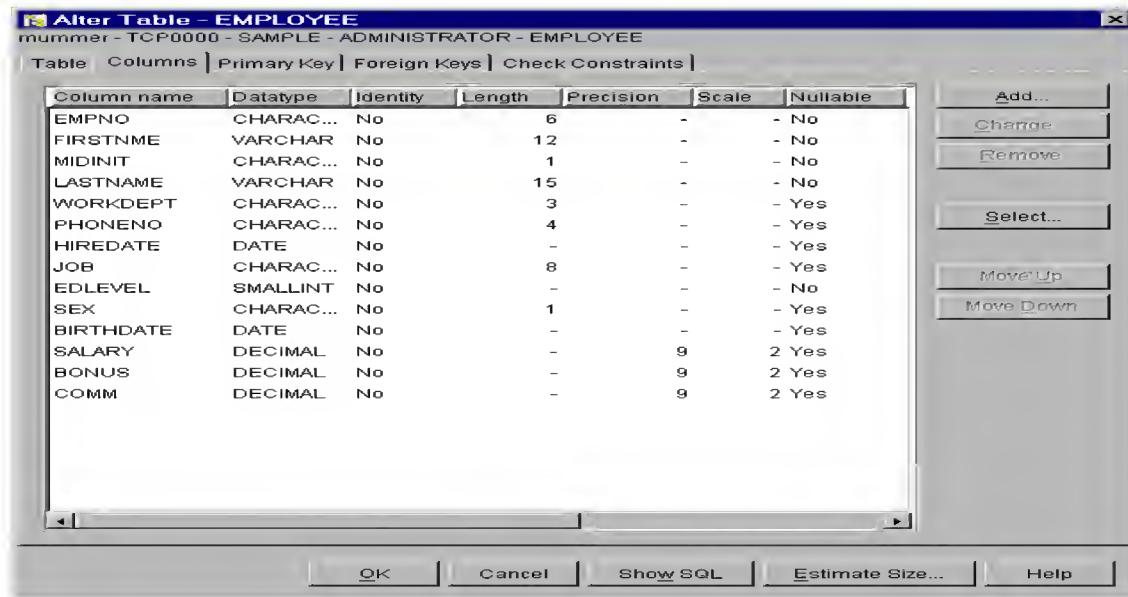 Alter Table - EMPLOYEE
mummer - TCP0000 - SAMPLE - ADMINISTRATOR - EMPLOYEE
Table Columns Primary Key Foreign Keys Check Constraints
Column name Datatype Identity Length Precision Scale Nullable
EMPNO CHARAC... No 6 - - No
FIRSTNME VARCHAR No 12 - - No
MIDINIT CHARAC... No 1 - - No
LASTNAME VARCHAR No 15 - - No
WORKDEPT CHARAC... No 3 - - Yes
PHONENO CHARAC... No 4 - - Yes
HIREDATE DATE No - - - Yes
JOB CHARAC... No 8 - - Yes
EDLEVEL SMALLINT No - - - No
SEX CHARAC... No 1 - - Yes
BIRTHDATE DATE No - - - Yes
SALARY DECIMAL No - 9 2 Yes
BONUS DECIMAL No - 9 2 Yes
COMM DECIMAL No - 9 2 Yes
Add...
Change
Remove
Select...
Move Up
Move Down
OK Cancel Show SQL Estimate Size... Help